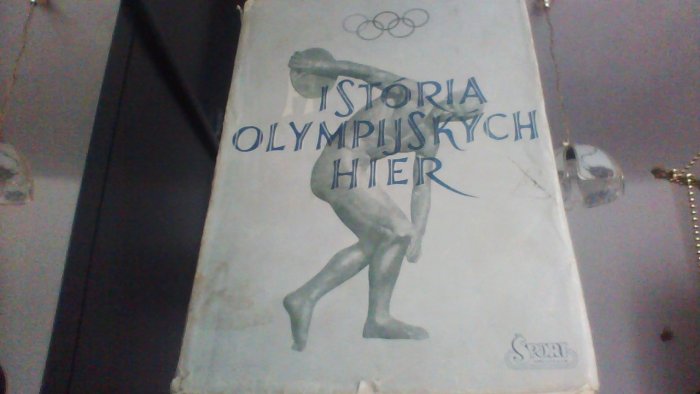 HISTÓRIA
OLYMPIJSKÝCH
HIER
ŠPORT